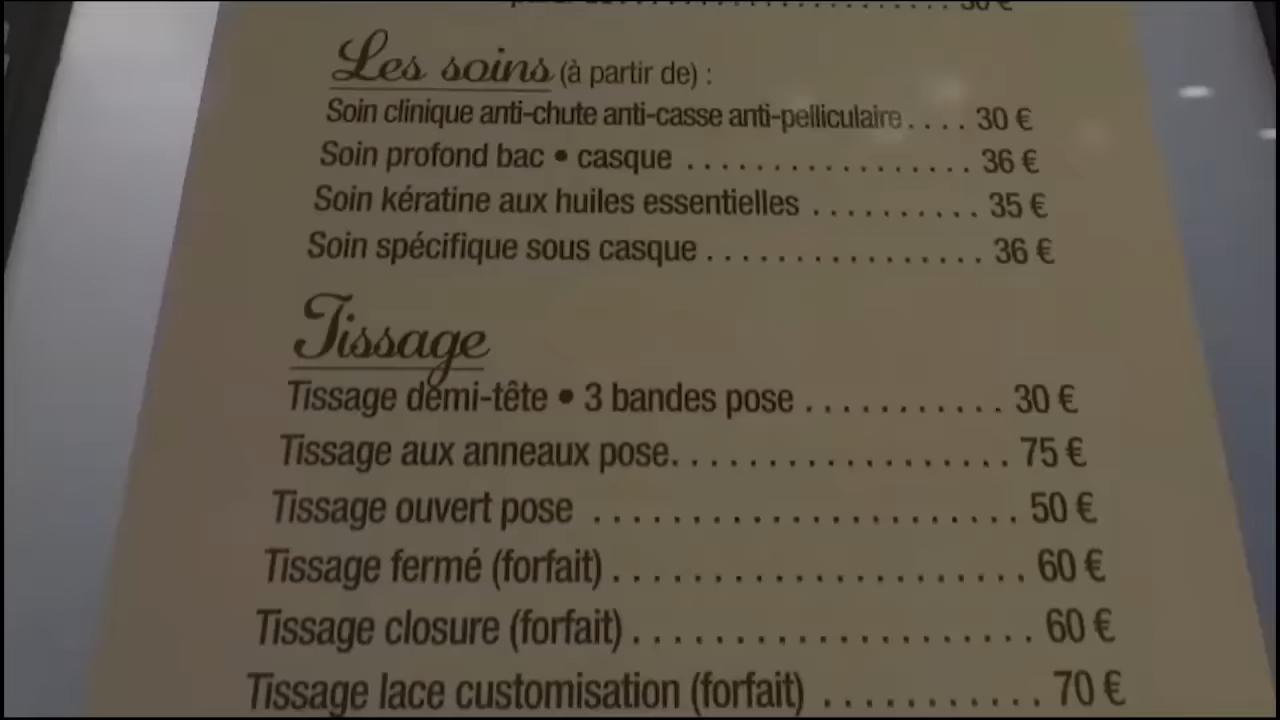 Les soins (à partir de) :
Soin clinique anti-chute anti-casse anti-pelliculaire.... 30 €
Soin profond bac • casque ................ 36 €
Soin kératine aux huiles essentielles .......... 35 €
Soin spécifique sous casque ................ 36 €
Tissage
Tissage demi-tête • 3 bandes pose ........... 30 €
Tissage aux anneaux pose.................. 75 €
Tissage ouvert pose ...................... 50 €
Tissage fermé (forfait) ..................... 60 €
Tissage closure (forfait) .................... 60 €
Tissage lace customisation (forfait) ........... 70 €